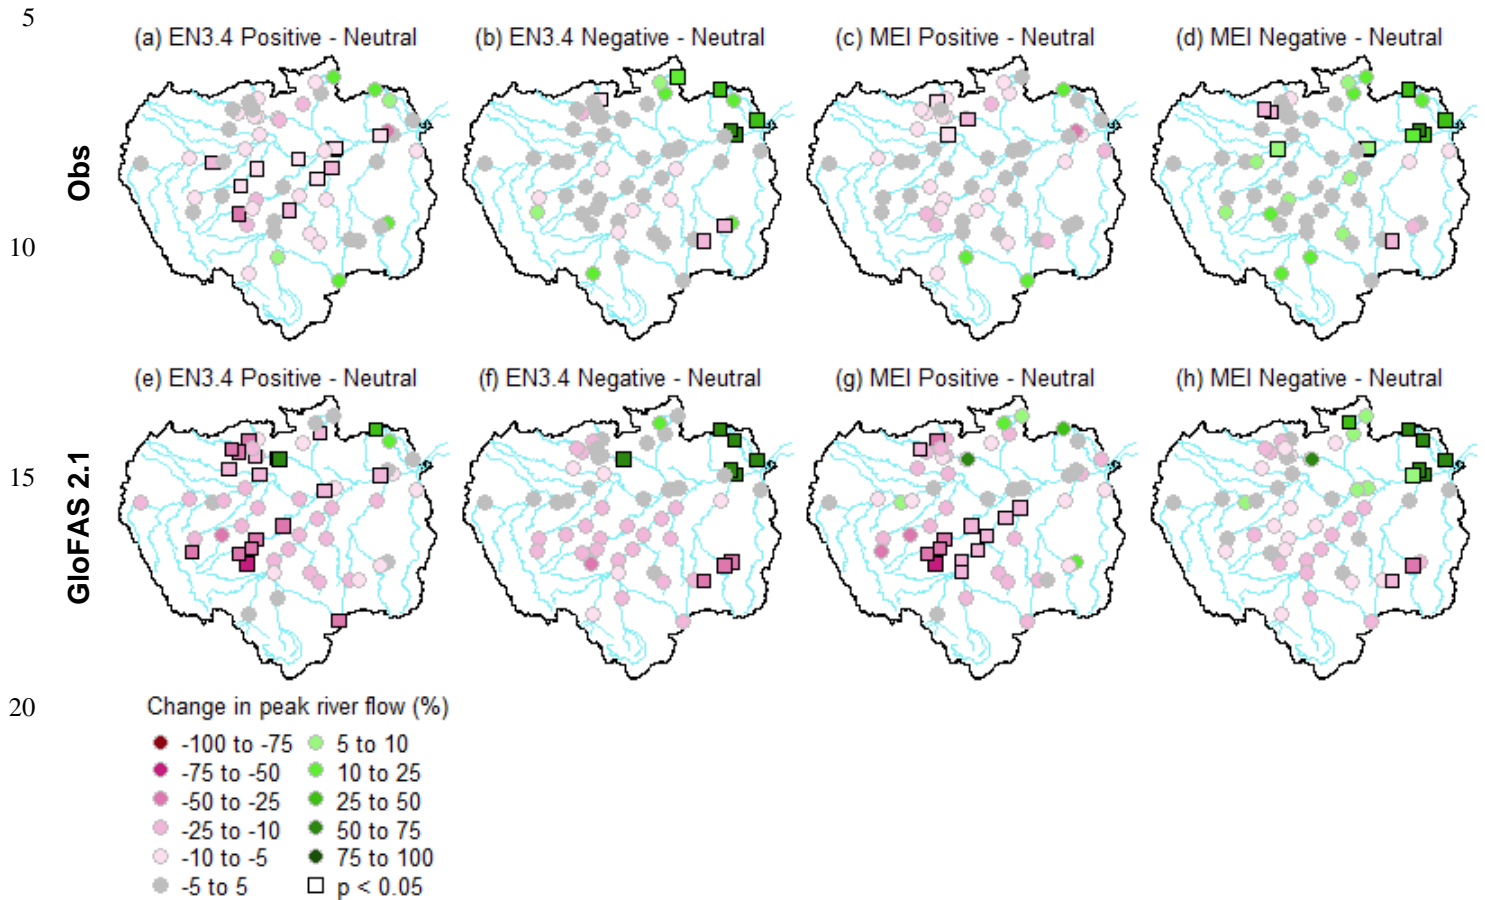 5
(a) EN3.4 Positive - Neutral
(b) EN3.4 Negative - Neutral
(c) MEI Positive - Neutral
(d) MEI Negative - Neutral
Obs
10
(e) EN3.4 Positive - Neutral
(f) EN3.4 Negative - Neutral
(g) MEI Positive - Neutral
(h) MEI Negative - Neutral
15
GloFAS 2.1
20
Change in peak river flow (%)
-100 to -75
-75 to -50
-50 to -25
-25 to -10
-10 to -5
-5 to 5
5 to 10
10 to 25
25 to 50
50 to 75
75 to 100
p < 0.05